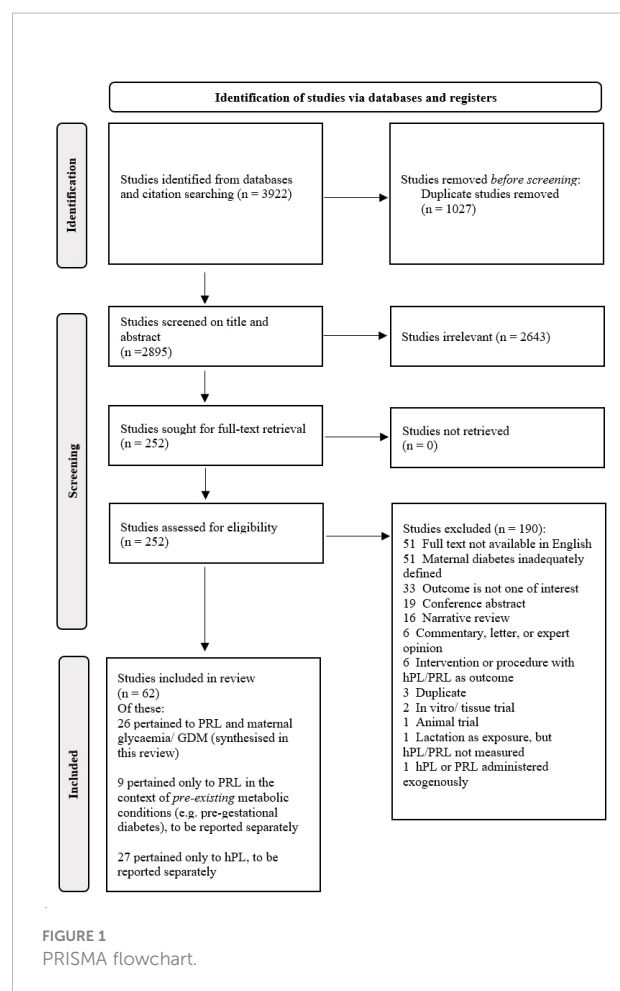 Identification of studies via databases and registers
Identification
Studies identified from databases
and citation searching (n = 3922)
Studies removed before screening:
Duplicate studies removed
(n = 1027)
Screening
Studies screened on title and
abstract
(n =2895)
Studies irrelevant (n = 2643)
Studies sought for full-text retrieval
(n = 252)
Studies not retrieved
(n = 0)
Studies assessed for eligibility
(n = 252)
Studies excluded (n = 190):
51 Full text not available in English
51 Maternal diabetes inadequately
defined
33 Outcome is not one of interest
19 Conference abstract
16 Narrative review
6 Commentary, letter, or expert
opinion
6 Intervention or procedure with
hPL/PRL as outcome
3 Duplicate
2 In vitro/ tissue trial
1 Animal trial
1 Lactation as exposure, but
hPL/PRL not measured
1 hPL or PRL administered
exogenously
Included
Studies included in review
(n = 62)
Of these:
26 pertained to PRL and maternal
glycaemia/ GDM (synthesised in
this review)
9 pertained only to PRL in the
context of pre-existing metabolic
conditions (e.g. pre-gestational
diabetes), to be reported separately
27 pertained only to hPL, to be
reported separately
FIGURE 1
PRISMA flowchart.